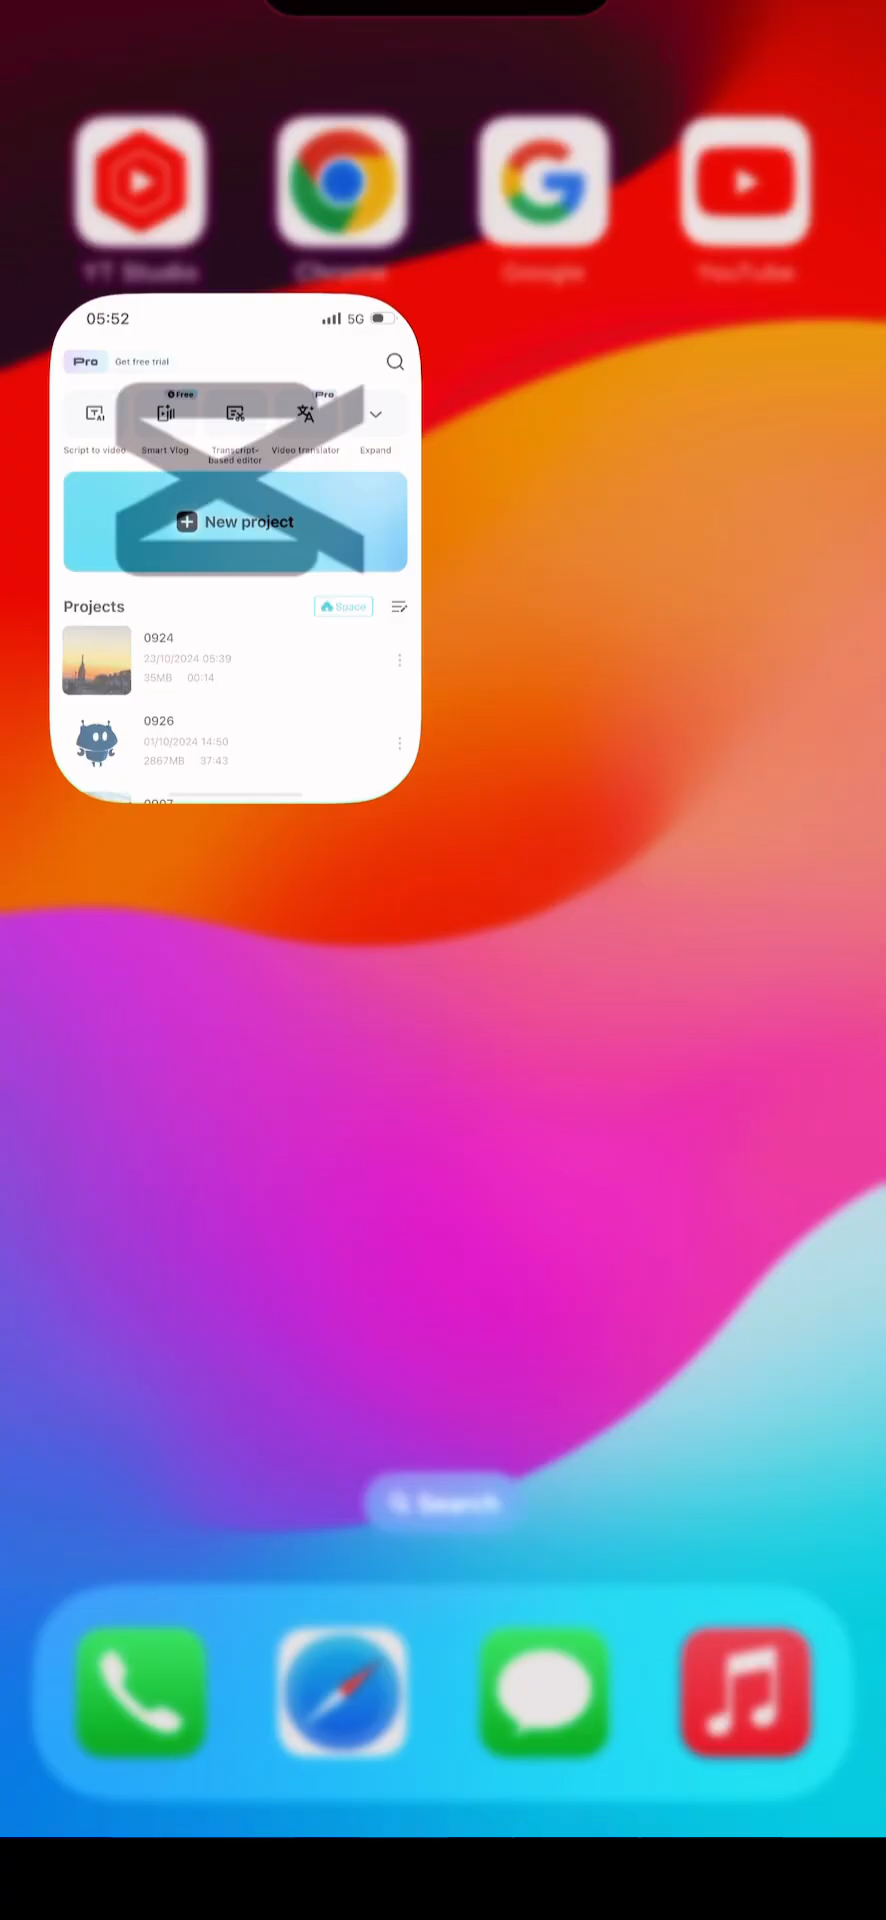 YT Studio Chrome Google YouTube
05:52 5G
Pro Get free trial
Free Pro
Script to video Smart Vlog Transcript-based editor Video translator Expand
New project
Projects Space
0924
23/10/2024 05:39
35MB 00:14
0926
01/10/2024 14:50
2867MB 37:43
Search